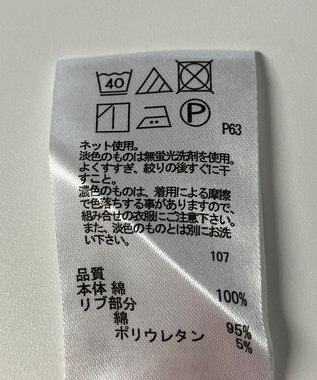 40
P
P63
ネット使用。
淡色のものは無蛍光洗剤を使用。
よくすすぎ、絞りの後すぐに干
すこと。
濃色のものは、着用による摩擦
で色落ちする事がありますので、
組み合せの衣服にご注意下さい。
また、淡色のものとは別にお洗
い下さい。
107
品質
本体 綿 100%
リブ部分
綿 95%
ポリウレタン 5%